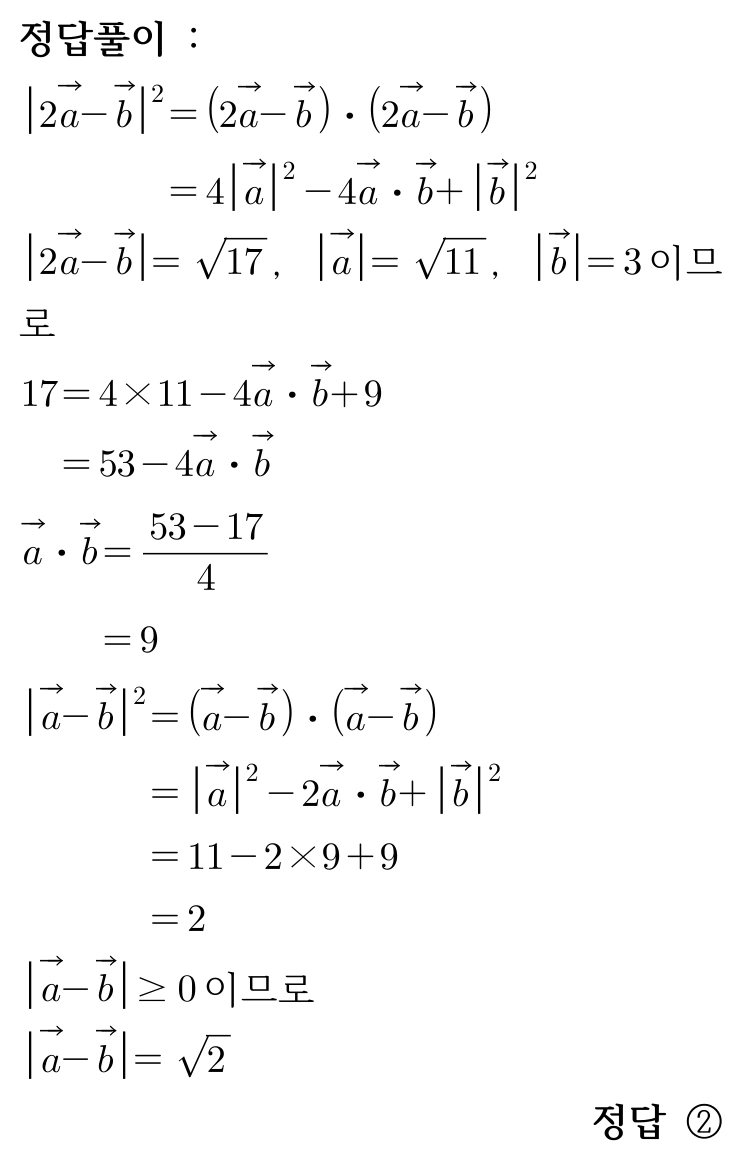 정답풀이 :
|2a⃗−b⃗|²=(2a⃗−b⃗)•(2a⃗−b⃗)
=4|a⃗|²−4a⃗•b⃗+|b⃗|²
|2a⃗−b⃗|=√17, |a⃗|=√11, |b⃗|=3이므
로
17=4×11−4a⃗•b⃗+9
=53−4a⃗•b⃗
a⃗•b⃗=(53−17)/4
=9
|a⃗−b⃗|²=(a⃗−b⃗)•(a⃗−b⃗)
=|a⃗|²−2a⃗•b⃗+|b⃗|²
=11−2×9+9
=2
|a⃗−b⃗|≥0이므로
|a⃗−b⃗|=√2
정답 ②